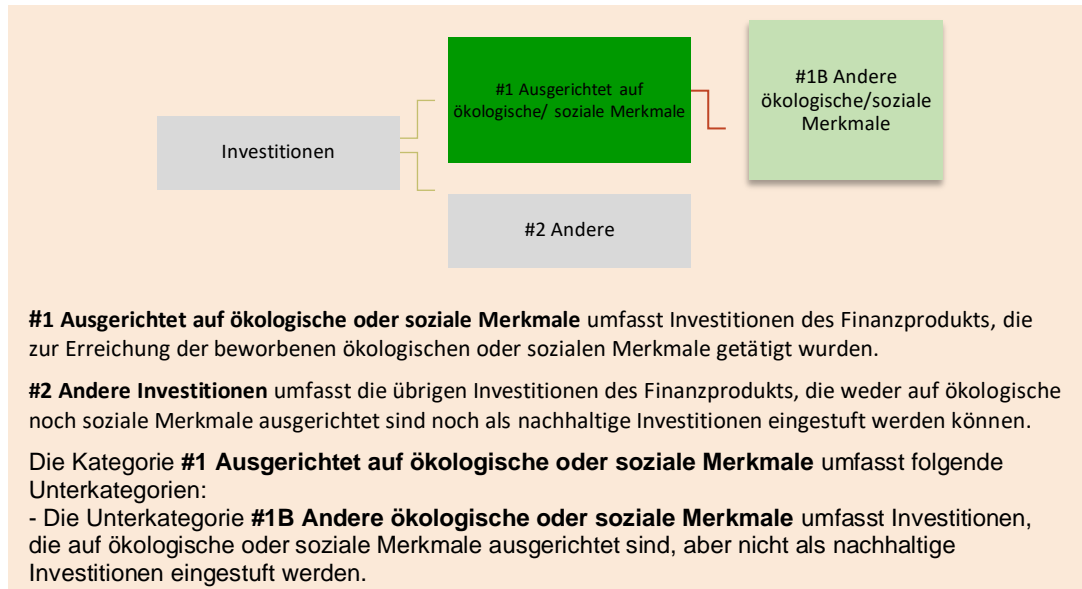 #1 Ausgerichtet auf
ökologische/ soziale Merkmale
#1B Andere
ökologische/soziale
Merkmale
Investitionen
#2 Andere
#1 Ausgerichtet auf ökologische oder soziale Merkmale umfasst Investitionen des Finanzprodukts, die
zur Erreichung der beworbenen ökologischen oder sozialen Merkmale getätigt wurden.
#2 Andere Investitionen umfasst die übrigen Investitionen des Finanzprodukts, die weder auf ökologische
noch soziale Merkmale ausgerichtet sind noch als nachhaltige Investitionen eingestuft werden können.
Die Kategorie #1 Ausgerichtet auf ökologische oder soziale Merkmale umfasst folgende
Unterkategorien:
- Die Unterkategorie #1B Andere ökologische oder soziale Merkmale umfasst Investitionen,
die auf ökologische oder soziale Merkmale ausgerichtet sind, aber nicht als nachhaltige
Investitionen eingestuft werden.